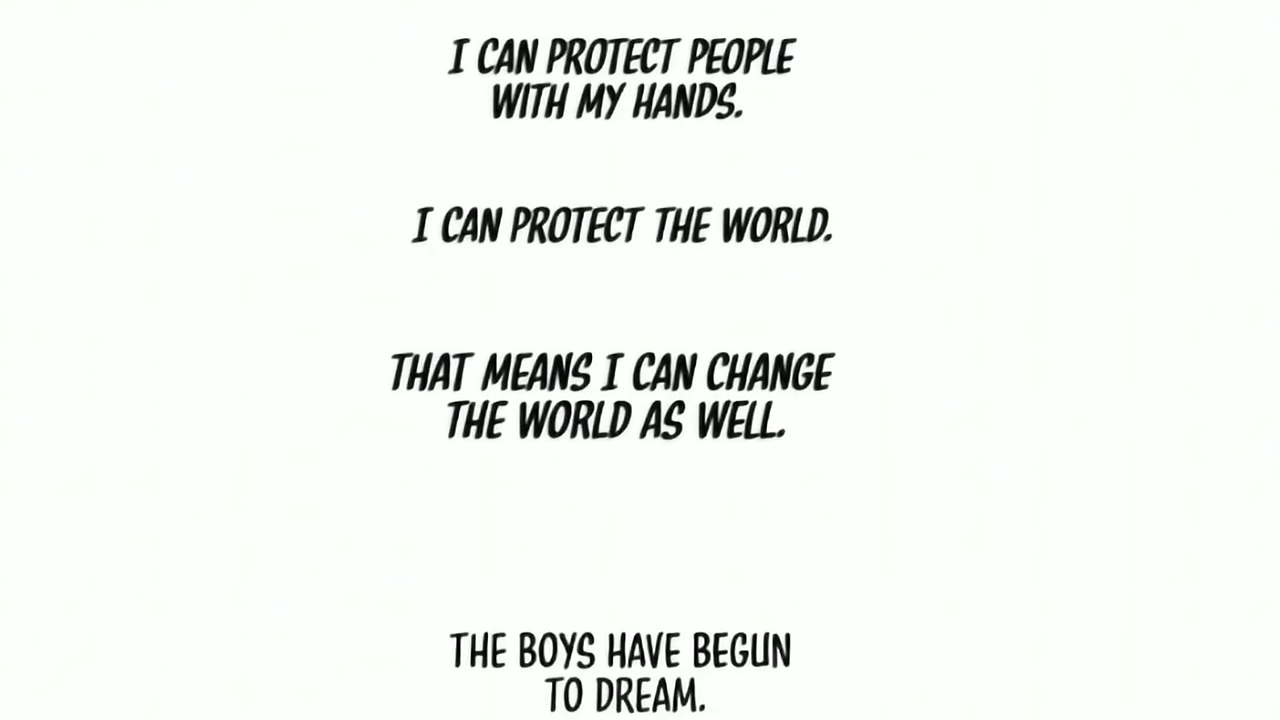 I CAN PROTECT PEOPLE
WITH MY HANDS.
I CAN PROTECT THE WORLD.
THAT MEANS I CAN CHANGE
THE WORLD AS WELL.
THE BOYS HAVE BEGUN
TO DREAM.